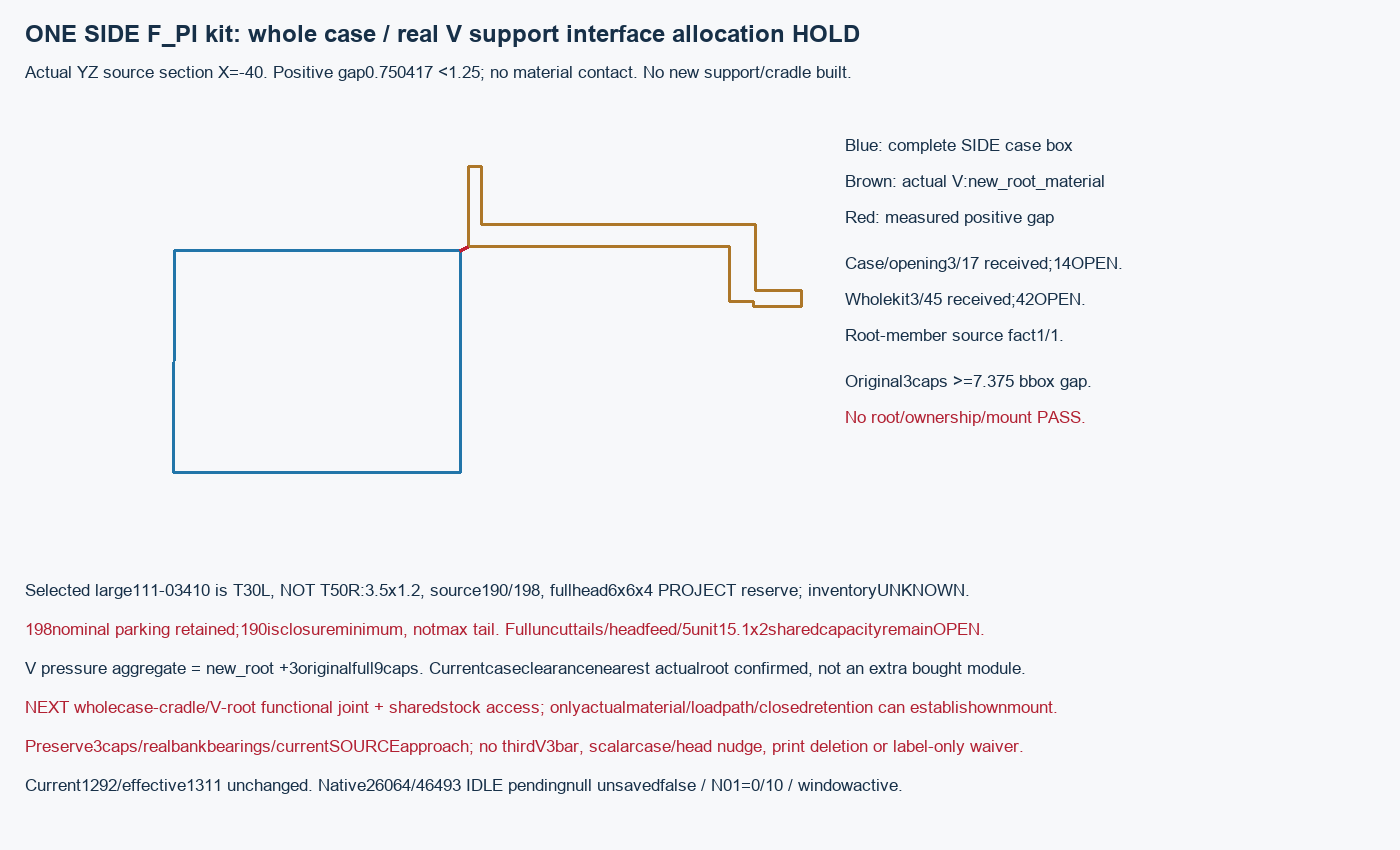 ONE SIDE F_PI kit: whole case / real V support interface allocation HOLD
Actual YZ source section X=-40. Positive gap0.750417 <1.25; no material contact. No new support/cradle built.
Blue: complete SIDE case box
Brown: actual V:new_root_material
Red: measured positive gap
Case/opening3/17 received;14OPEN.
Wholekit3/45 received;42OPEN.
Root-member source fact1/1.
Original3caps >=7.375 bbox gap.
No root/ownership/mount PASS.
Selected large111-03410 is T30L, NOT T50R:3.5x1.2, source190/198, fullhead6x6x4 PROJECT reserve; inventoryUNKNOWN.
198nominal parking retained;190isclosureminimum, notmax tail. Fulluncuttails/headfeed/5unit15.1x2sharedcapacityremainOPEN.
V pressure aggregate = new_root +3originalfull9caps. Currentcaseclearancenearest actualroot confirmed, not an extra bought module.
NEXT wholecase-cradle/V-root functional joint + sharedstock access; onlyactualmaterial/loadpath/closedretention can establishownmount.
Preserve3caps/realbankbearings/currentSOURCEapproach; no thirdV3bar, scalarcase/head nudge, print deletion or label-only waiver.
Current1292/effective1311 unchanged. Native26064/46493 IDLE pendingnull unsavedfalse / N01=0/10 / windowactive.